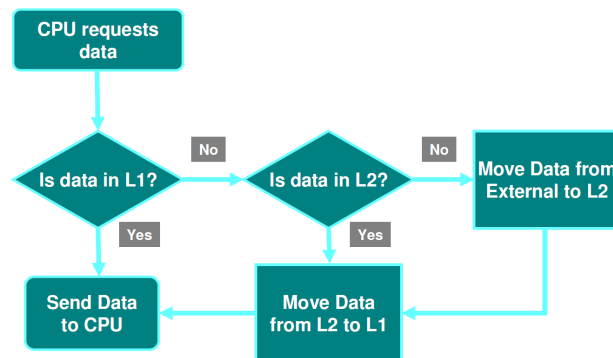 CPU requests
data
Is data in L1?
No
Is data in L2?
No
Move Data from
External to L2
Yes
Yes
Send Data
to CPU
Move Data
from L2 to L1